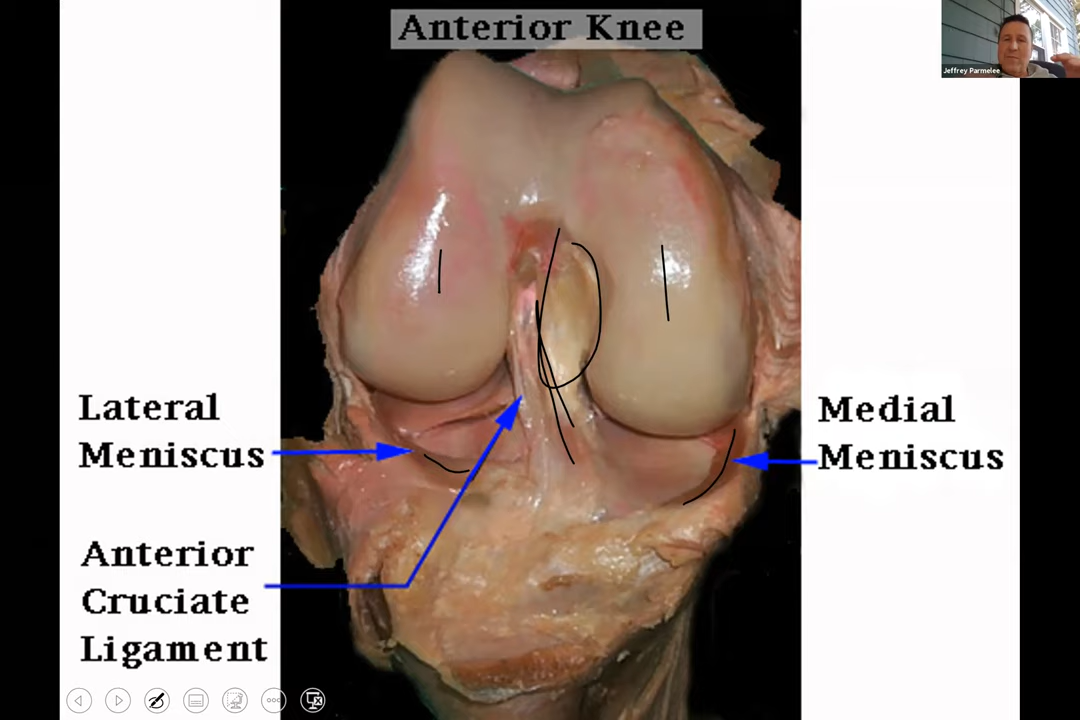 Anterior Knee
Jeffrey Parmelee
Lateral
Meniscus
Medial
Meniscus
Anterior
Cruciate
Ligament